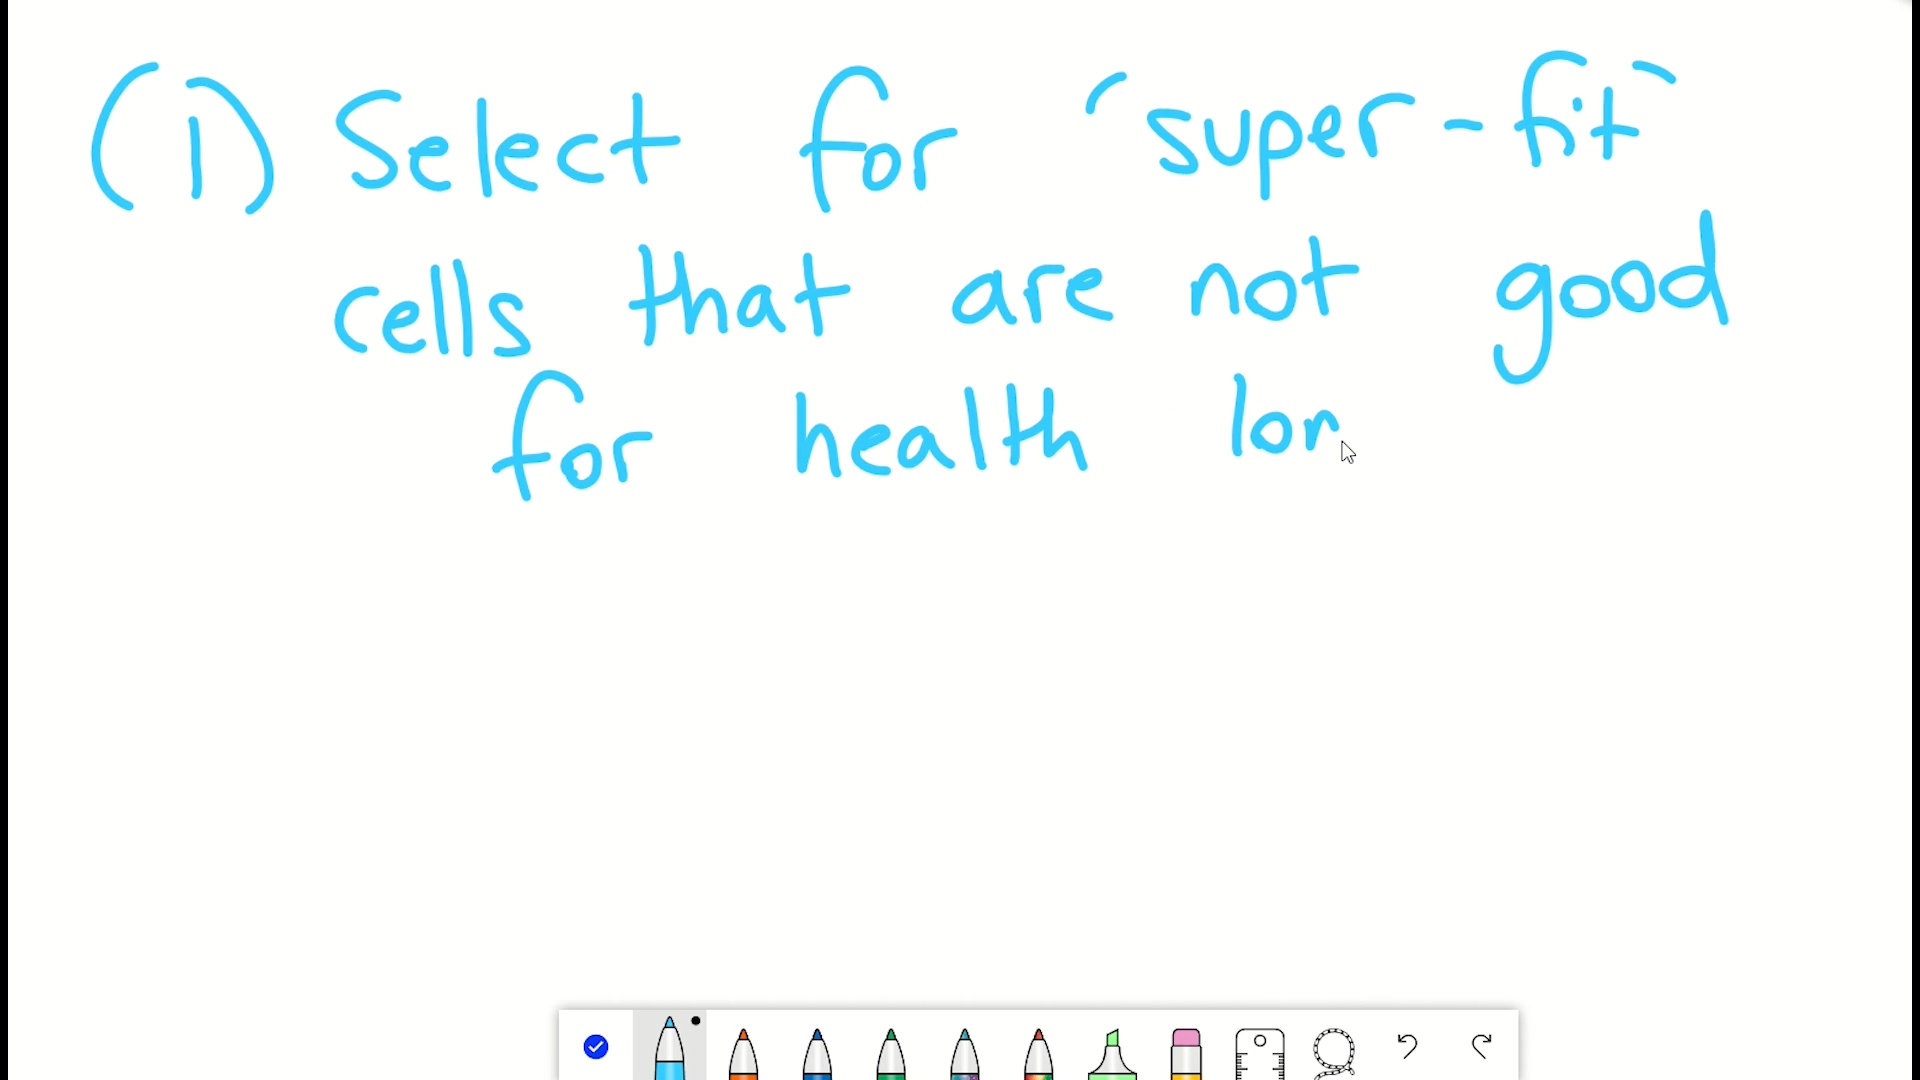 (1) Select for "super-fit"
cells that are not good
for health lon